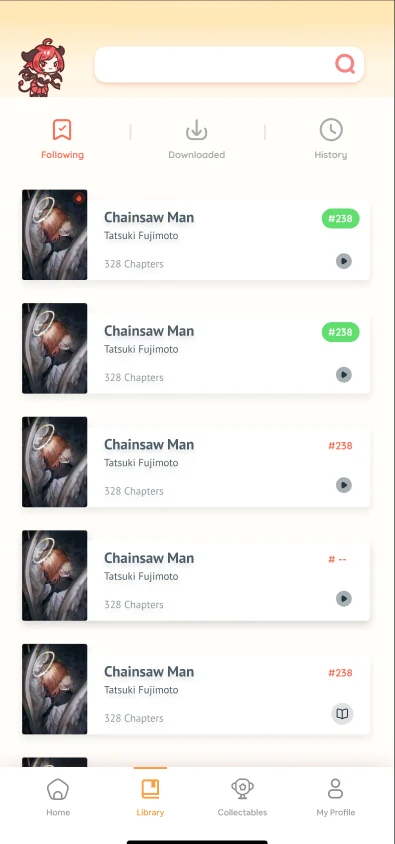 Following
Downloaded
History
Chainsaw Man
#238
Tatsuki Fujimoto
328 Chapters
Chainsaw Man
#238
Tatsuki Fujimoto
328 Chapters
Chainsaw Man
#238
Tatsuki Fujimoto
328 Chapters
Chainsaw Man
# --
Tatsuki Fujimoto
328 Chapters
Chainsaw Man
#238
Tatsuki Fujimoto
328 Chapters
Home
Library
Collectables
My Profile